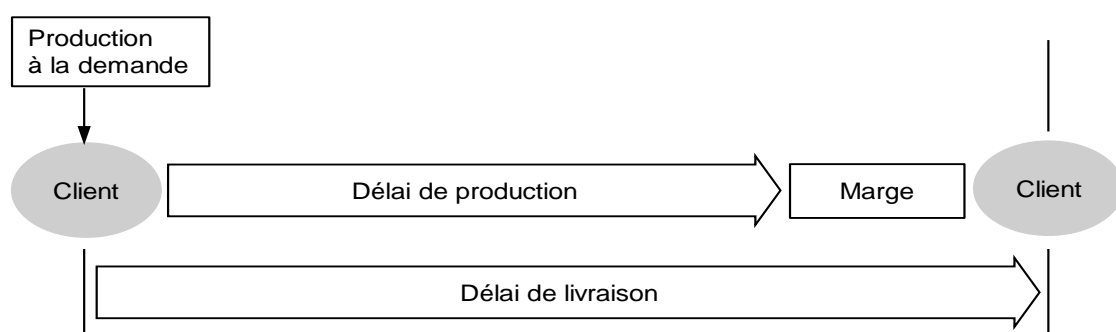 Production
à la demande
Client
Délai de production
Marge
Client
Délai de livraison